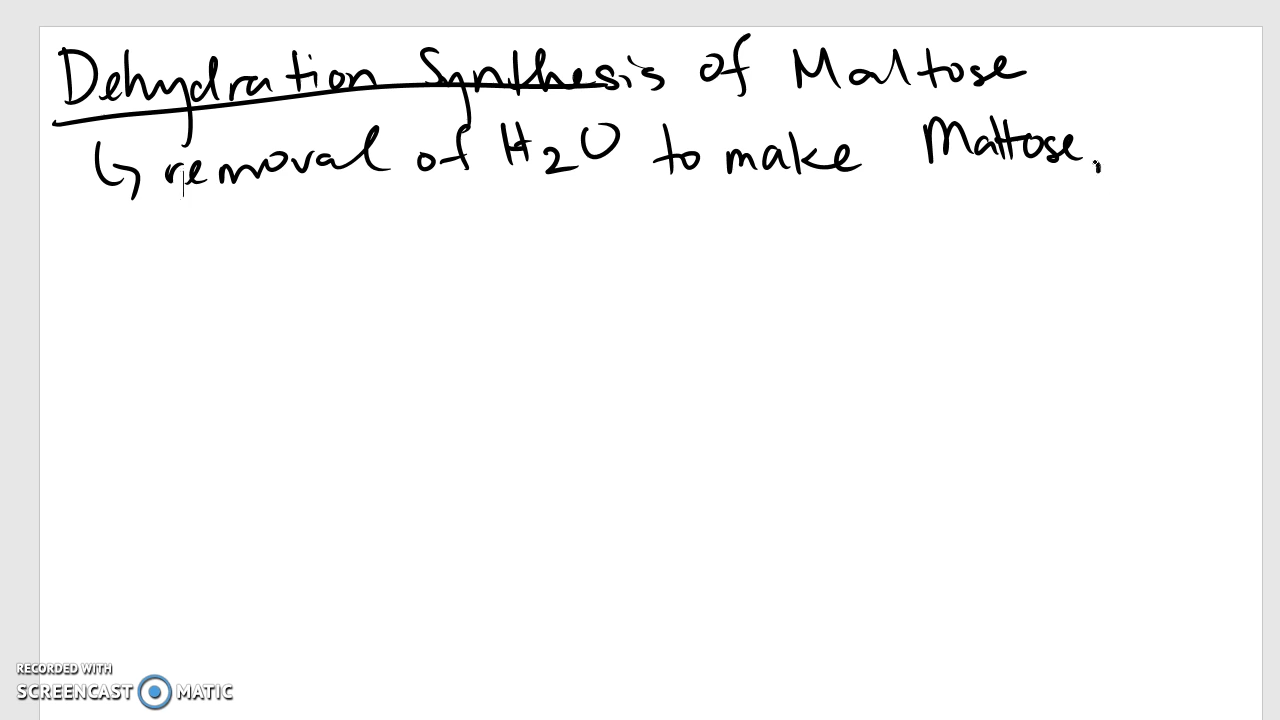 Dehydration Synthesis of Maltose
↳ removal of H2O to make Maltose.
RECORDED WITH
SCREENCAST MATIC